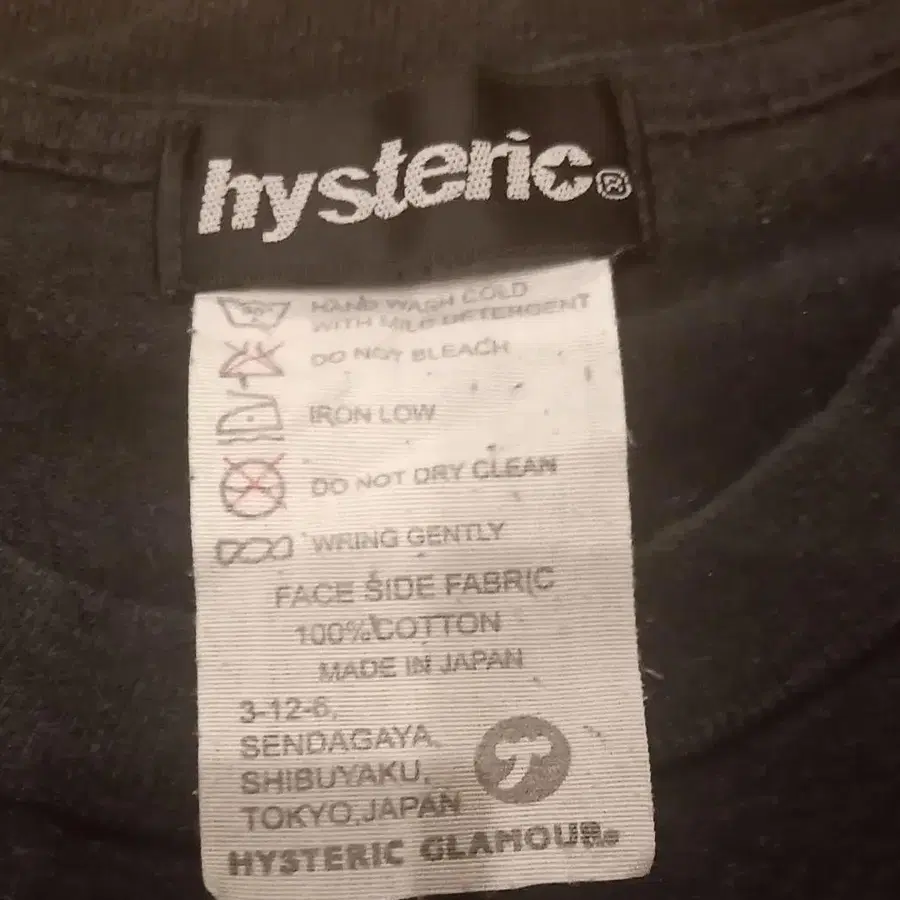 hysteric®
HAND WASH COLD
WITH MILD DETERGENT
DO NOT BLEACH
IRON LOW
DO NOT DRY CLEAN
WRING GENTLY
FACE SIDE FABRIC
100%COTTON
MADE IN JAPAN
3-12-6,
SENDAGAYA,
SHIBUYAKU,
TOKYO,JAPAN
HYSTERIC GLAMOUR®